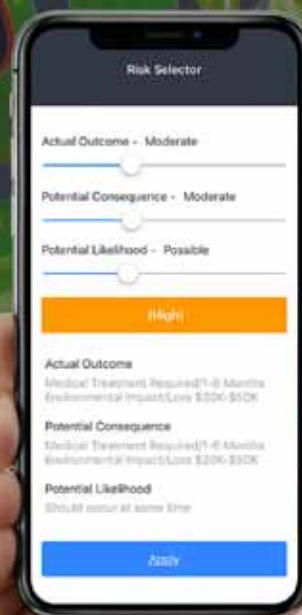 Risk Selector
Actual Outcome - Moderate
Potential Consequence - Moderate
Potential Likelihood - Possible
(High)
Actual Outcome
Medical Treatment Required/1-6 Months
Environmental Impact/Loss $20K-$50K
Potential Consequence
Medical Treatment Required/1-6 Months
Environmental Impact/Loss $20K-$50K
Potential Likelihood
Should occur at some time
Apply